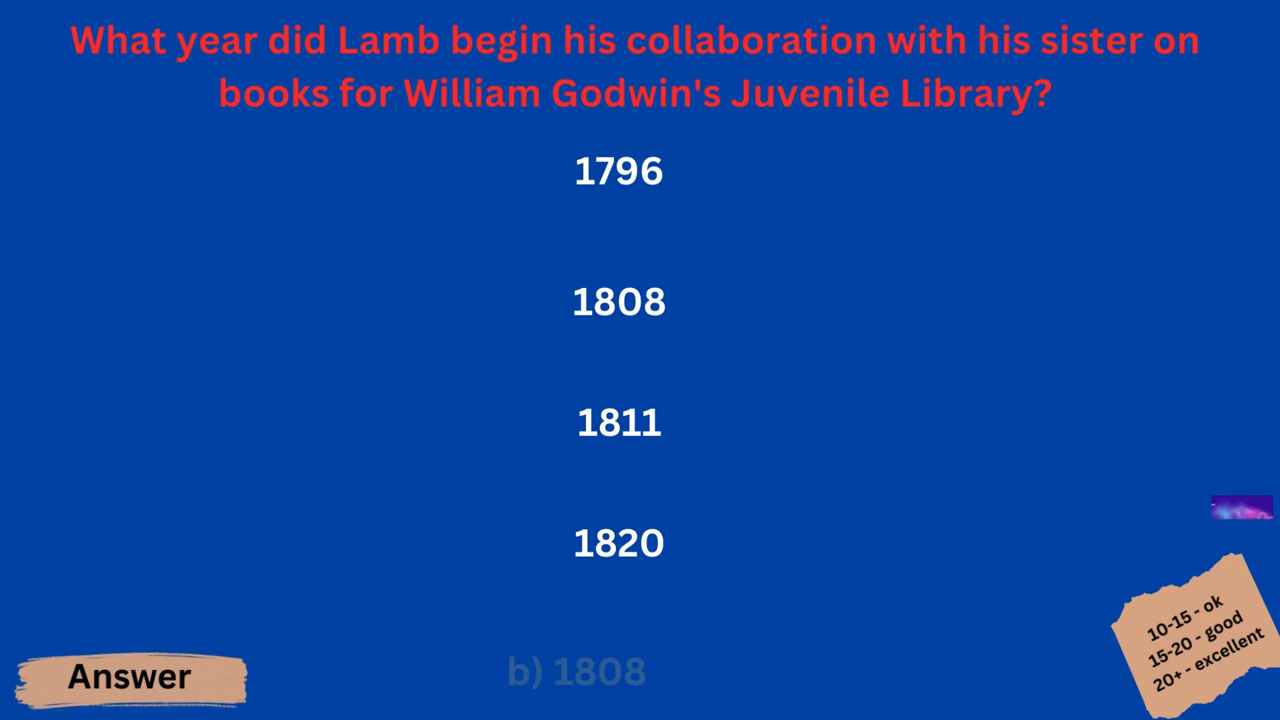 What year did Lamb begin his collaboration with his sister on
books for William Godwin's Juvenile Library?
1796
1808
1811
1820
Answer
b) 1808
10-15 - ok
15-20 - good
20+ - excellent